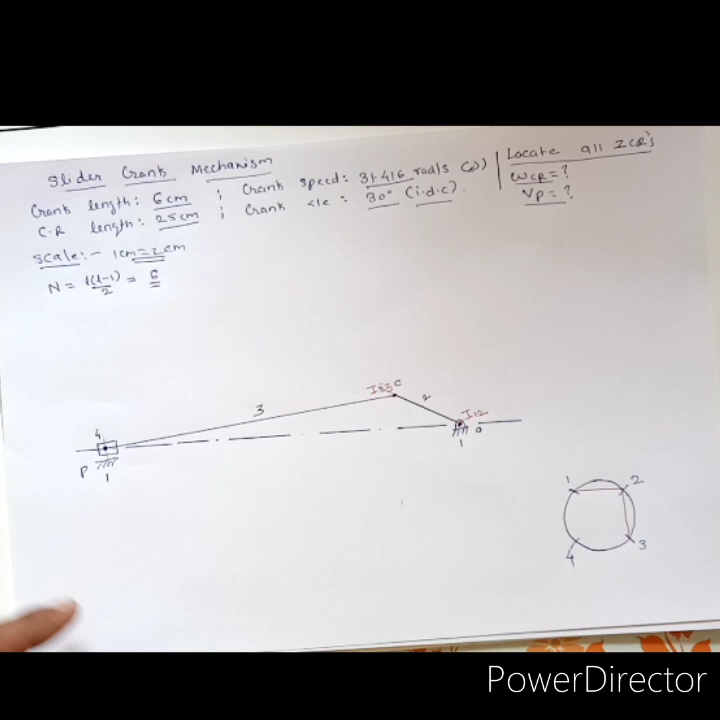 Slider Crank Mechanism
Crank length: 6cm ; Crank speed: 31.416 rad/s (2)
C.R length: 25cm ; Crank <le: 30° (i.d.c).
Locate all ICR's
ωCR=?
VP=?
Scale:- 1cm=2cm
N = l(l-1)/2 = 6
I23 C
2
3
I12
4
P
1
O
1
1 2
4 3
PowerDirector